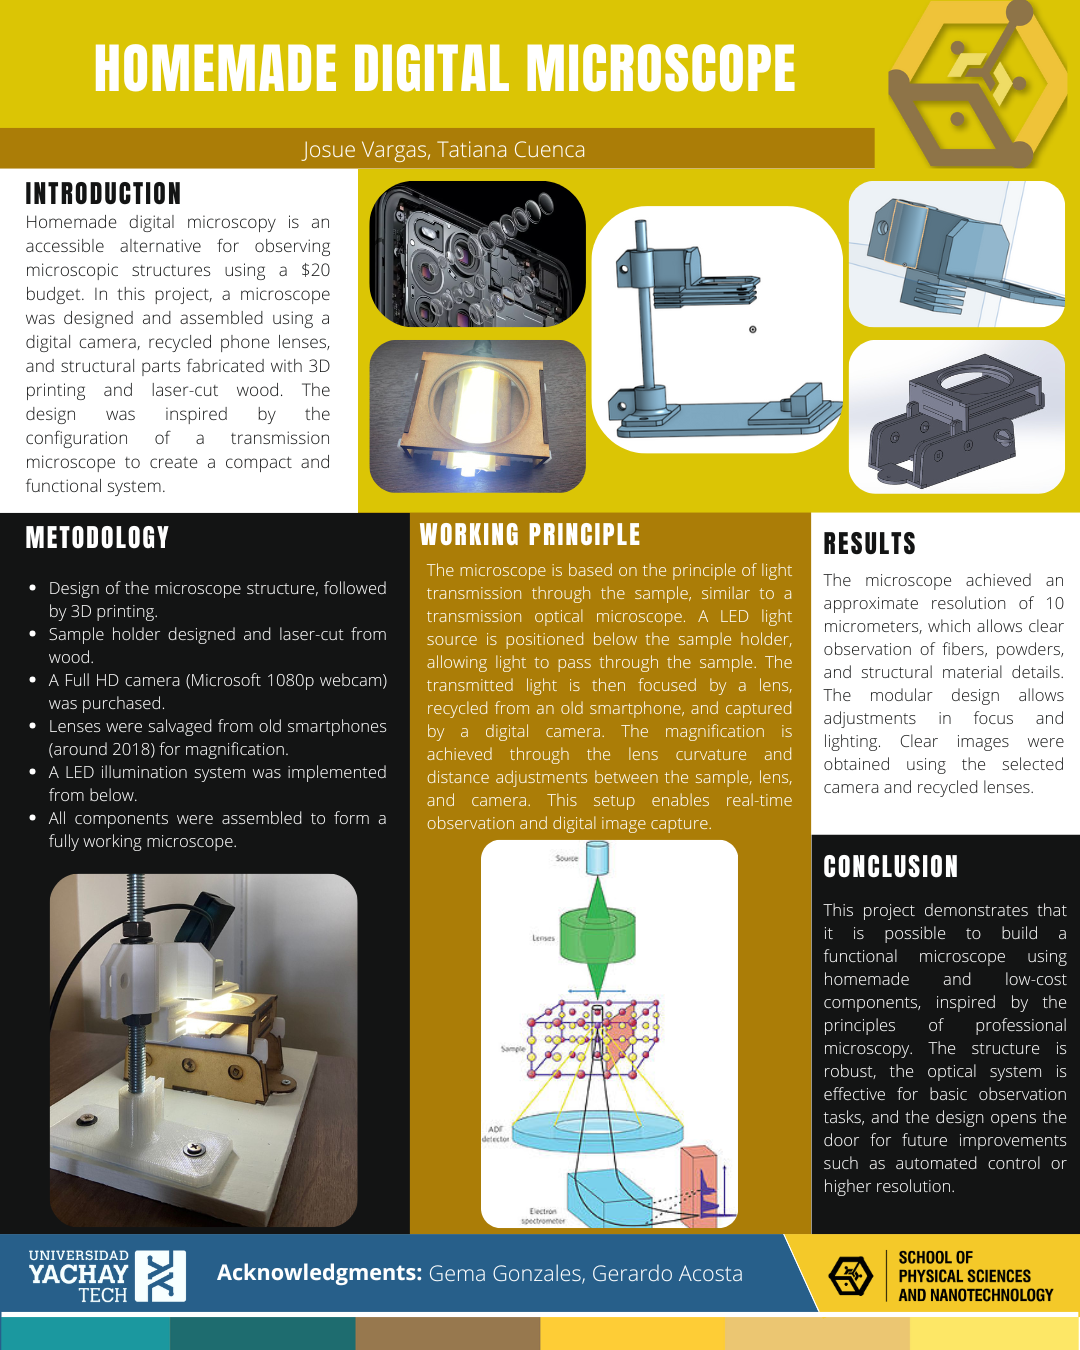 HOMEMADE DIGITAL MICROSCOPE
Josue Vargas, Tatiana Cuenca
INTRODUCTION
Homemade digital microscopy is an
accessible alternative for observing
microscopic structures using a $20
budget. In this project, a microscope
was designed and assembled using a
digital camera, recycled phone lenses,
and structural parts fabricated with 3D
printing and laser-cut wood. The
design was inspired by the
configuration of a transmission
microscope to create a compact and
functional system.
METODOLOGY
• Design of the microscope structure, followed
by 3D printing.
• Sample holder designed and laser-cut from
wood.
• A Full HD camera (Microsoft 1080p webcam)
was purchased.
• Lenses were salvaged from old smartphones
(around 2018) for magnification.
• A LED illumination system was implemented
from below.
• All components were assembled to form a
fully working microscope.
WORKING PRINCIPLE
The microscope is based on the principle of light
transmission through the sample, similar to a
transmission optical microscope. A LED light
source is positioned below the sample holder,
allowing light to pass through the sample. The
transmitted light is then focused by a lens,
recycled from an old smartphone, and captured
by a digital camera. The magnification is
achieved through the lens curvature and
distance adjustments between the sample, lens,
and camera. This setup enables real-time
observation and digital image capture.
Source
Lenses
Sample
ADF
detector
Electron
spectrometer
RESULTS
The microscope achieved an
approximate resolution of 10
micrometers, which allows clear
observation of fibers, powders,
and structural material details.
The modular design allows
adjustments in focus and
lighting. Clear images were
obtained using the selected
camera and recycled lenses.
CONCLUSION
This project demonstrates that
it is possible to build a
functional microscope using
homemade and low-cost
components, inspired by the
principles of professional
microscopy. The structure is
robust, the optical system is
effective for basic observation
tasks, and the design opens the
door for future improvements
such as automated control or
higher resolution.
UNIVERSIDAD
YACHAY
TECH
Acknowledgments: Gema Gonzales, Gerardo Acosta
SCHOOL OF
PHYSICAL SCIENCES
AND NANOTECHNOLOGY